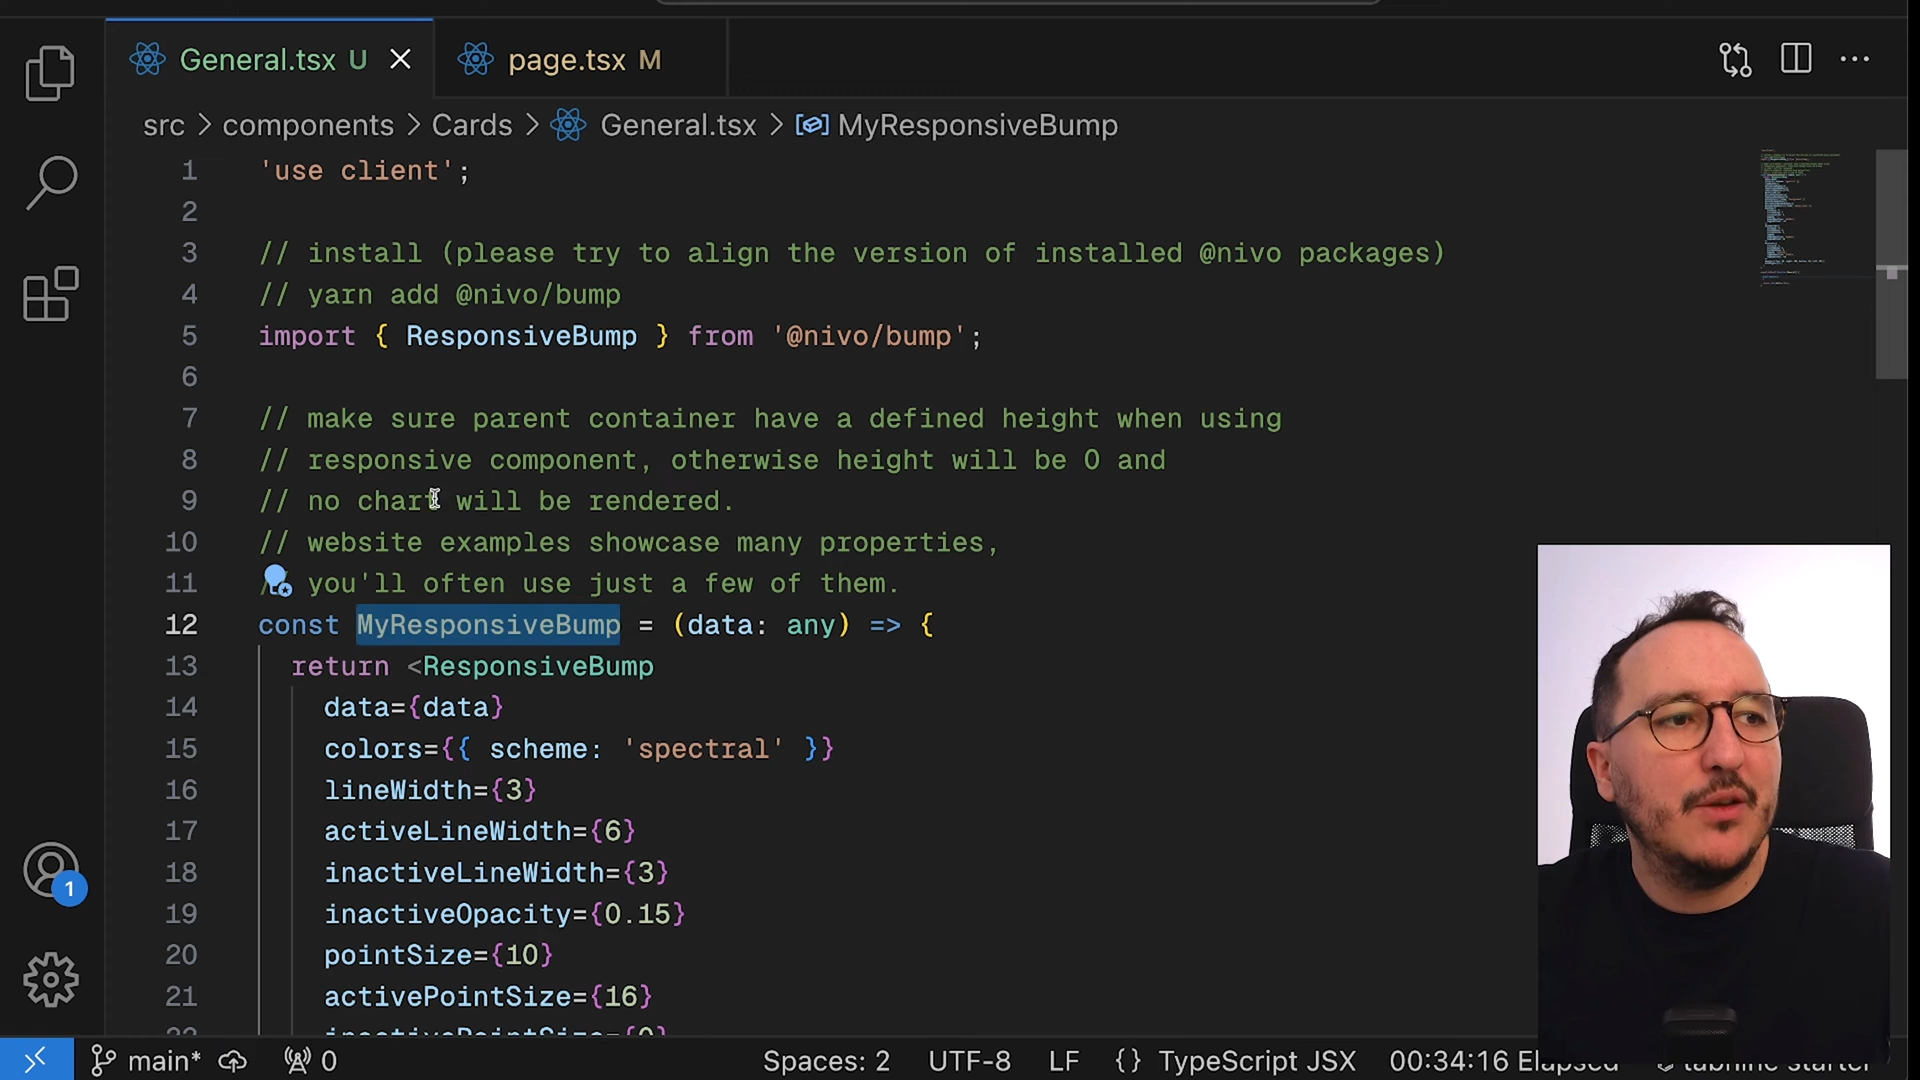 General.tsx U
page.tsx M
src > components > Cards > General.tsx > MyResponsiveBump
1 'use client';
2
3 // install (please try to align the version of installed @nivo packages)
4 // yarn add @nivo/bump
5 import { ResponsiveBump } from '@nivo/bump';
6
7 // make sure parent container have a defined height when using
8 // responsive component, otherwise height will be 0 and
9 // no chart will be rendered.
10 // website examples showcase many properties,
11 / you'll often use just a few of them.
12 const MyResponsiveBump = (data: any) => {
13 return <ResponsiveBump
14 data={data}
15 colors={{ scheme: 'spectral' }}
16 lineWidth={3}
17 activeLineWidth={6}
18 inactiveLineWidth={3}
19 inactiveOpacity={0.15}
20 pointSize={10}
21 activePointSize={16}
22 inactivePointSize={0}
1
main* 0 Spaces: 2 UTF-8 LF {} TypeScript JSX 00:34:16 Elapsed tabnine starter